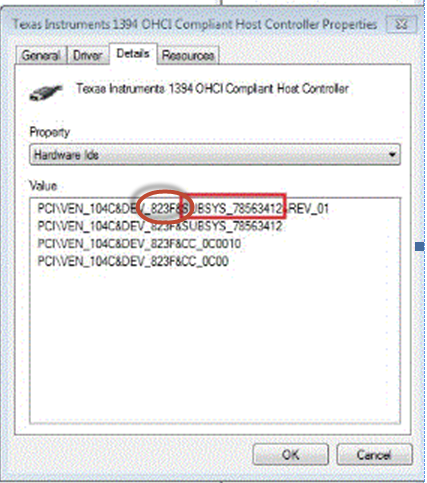 Texas Instruments 1394 OHCI Compliant Host Controller Properties
General Driver Details Resources
Texas Instruments 1394 OHCI Compliant Host Controller
Property
Hardware Ids
Value
PCI\VEN_104C&DEV_823F&SUBSYS_78563412&REV_01
PCI\VEN_104C&DEV_823F&SUBSYS_78563412
PCI\VEN_104C&DEV_823F&CC_0C0010
PCI\VEN_104C&DEV_823F&CC_0C00
OK Cancel